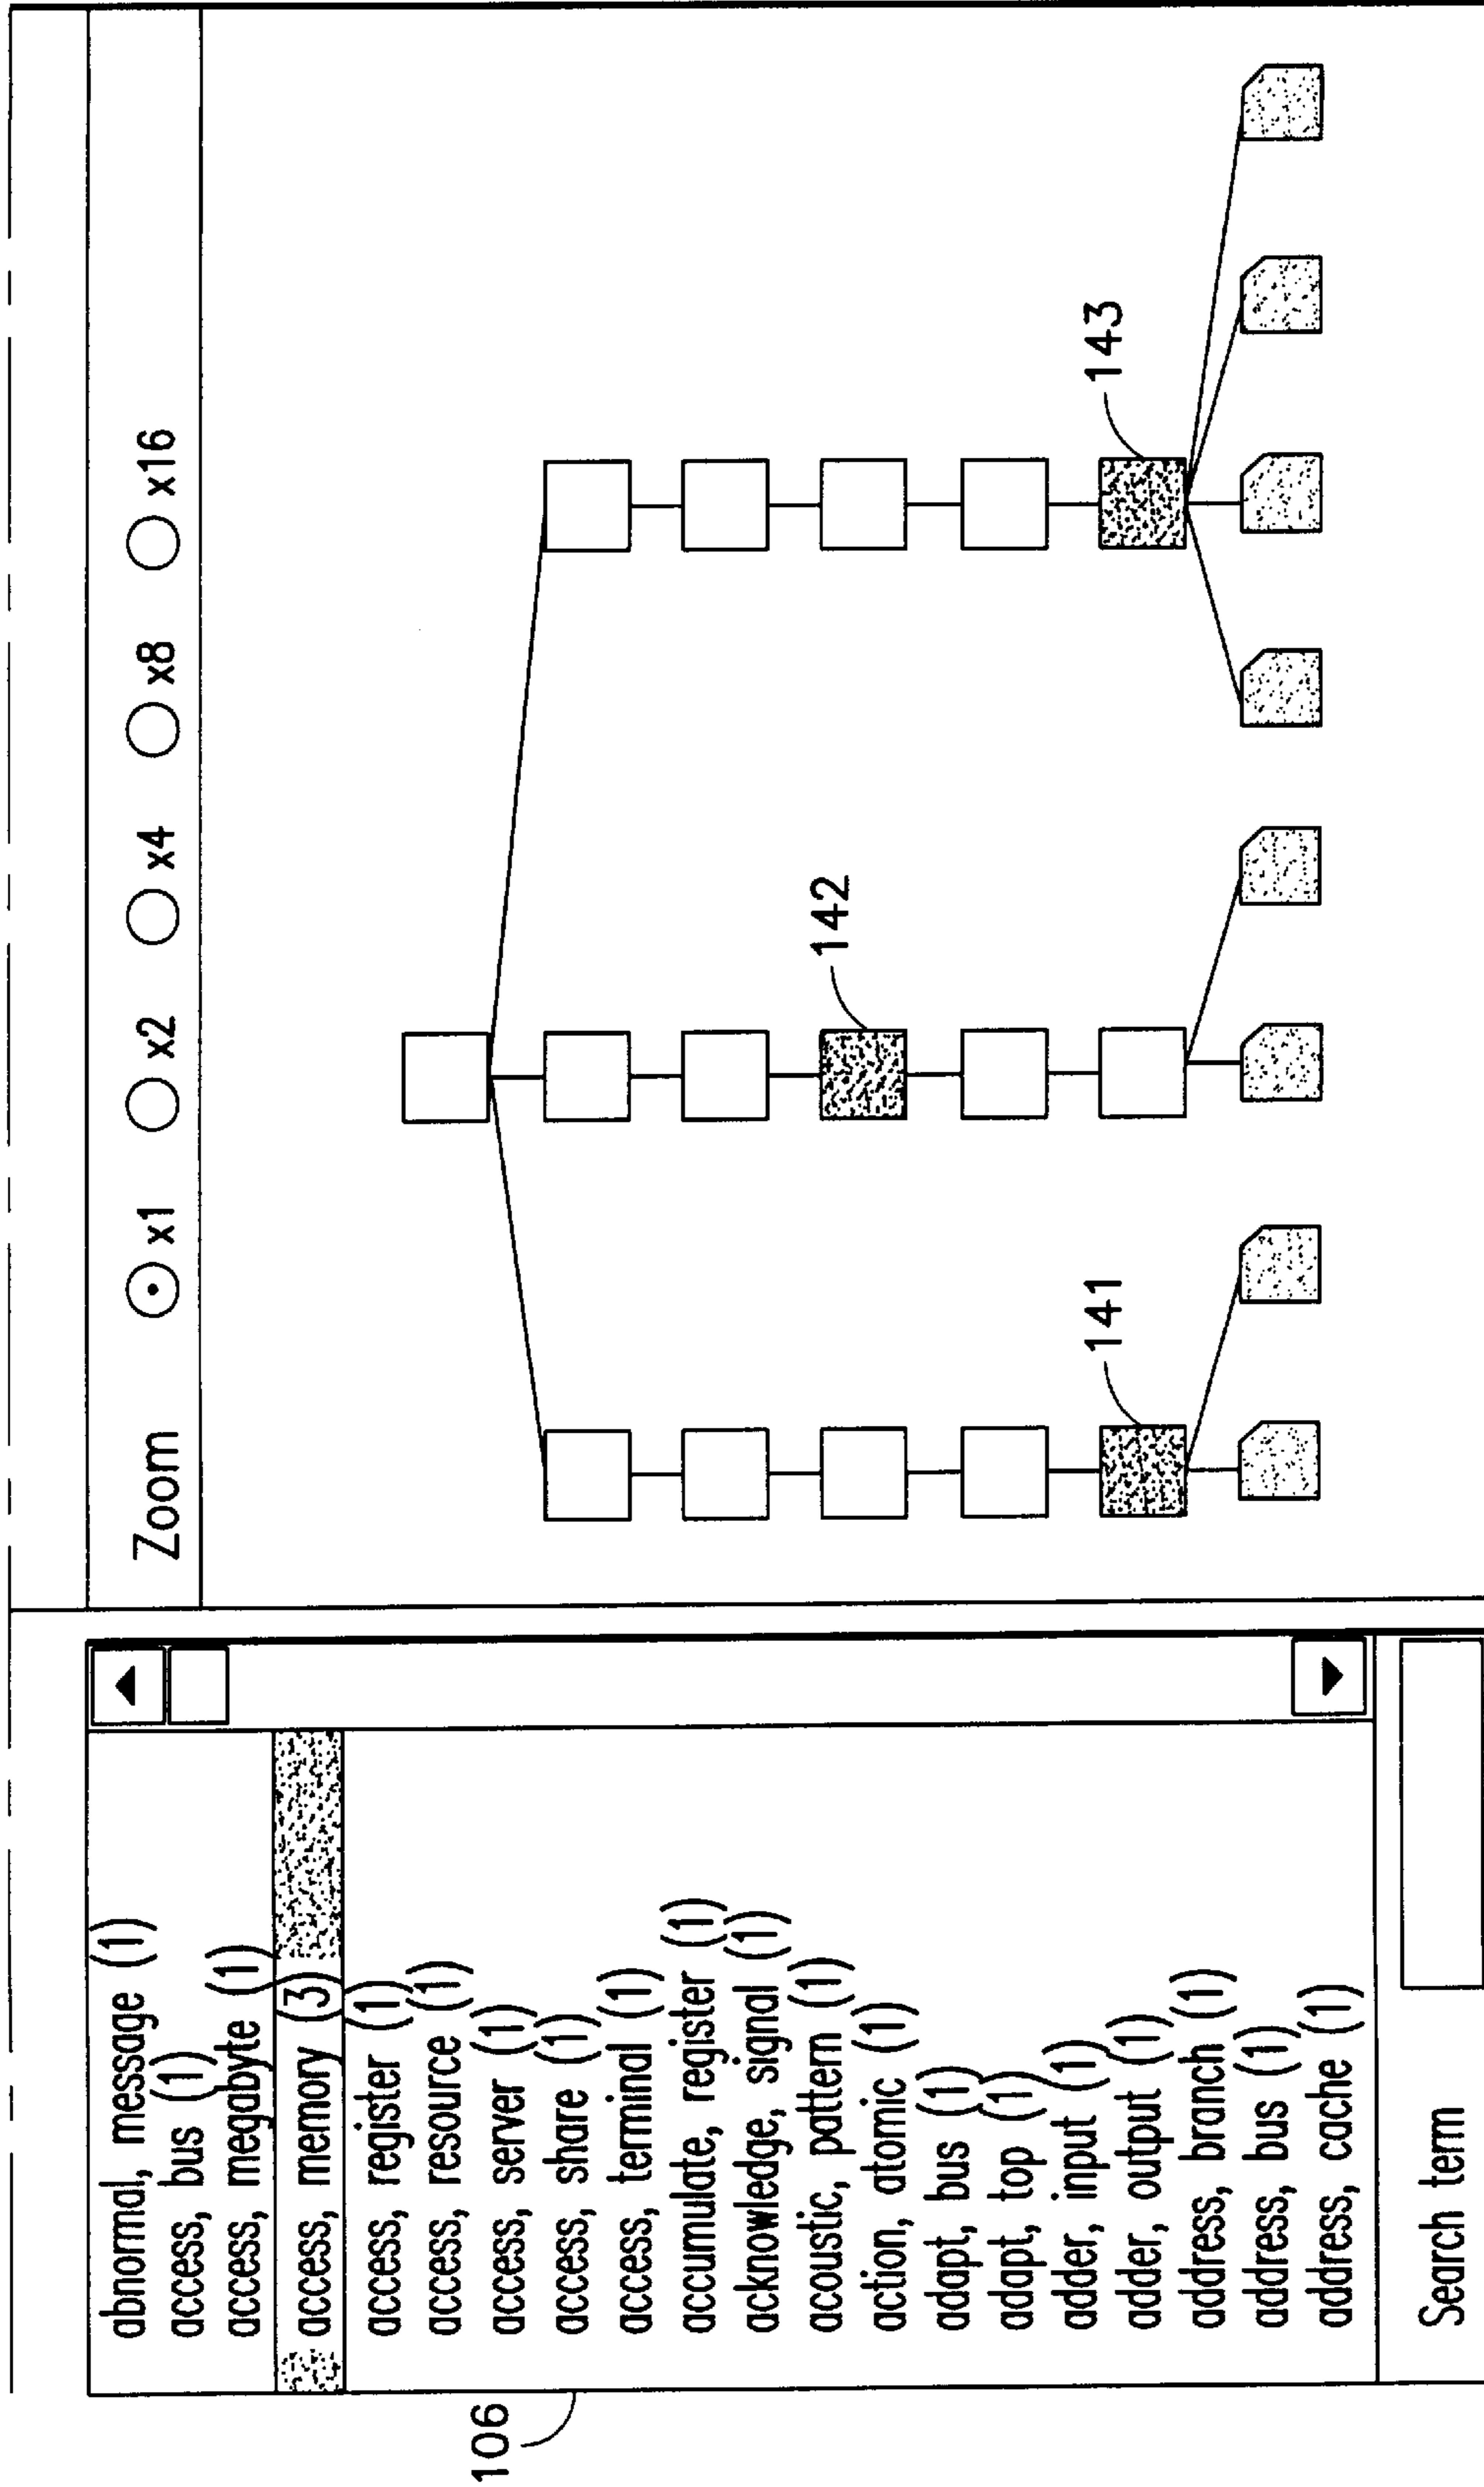 106
abnormal, message (1)
access, bus (1)
access, megabyte (1)
access, memory (3)
access, register (1)
access, resource (1)
access, server (1)
access, share (1)
access, terminal (1)
accumulate, register (1)
acknowledge, signal (1)
acoustic, pattern (1)
action, atomic (1)
adapt, bus (1)
adapt, top (1)
adder, input (1)
adder, output (1)
address, branch (1)
address, bus (1)
address, cache (1)
Search term
Zoom x1 x2 x4 x8 x16
141
142
143